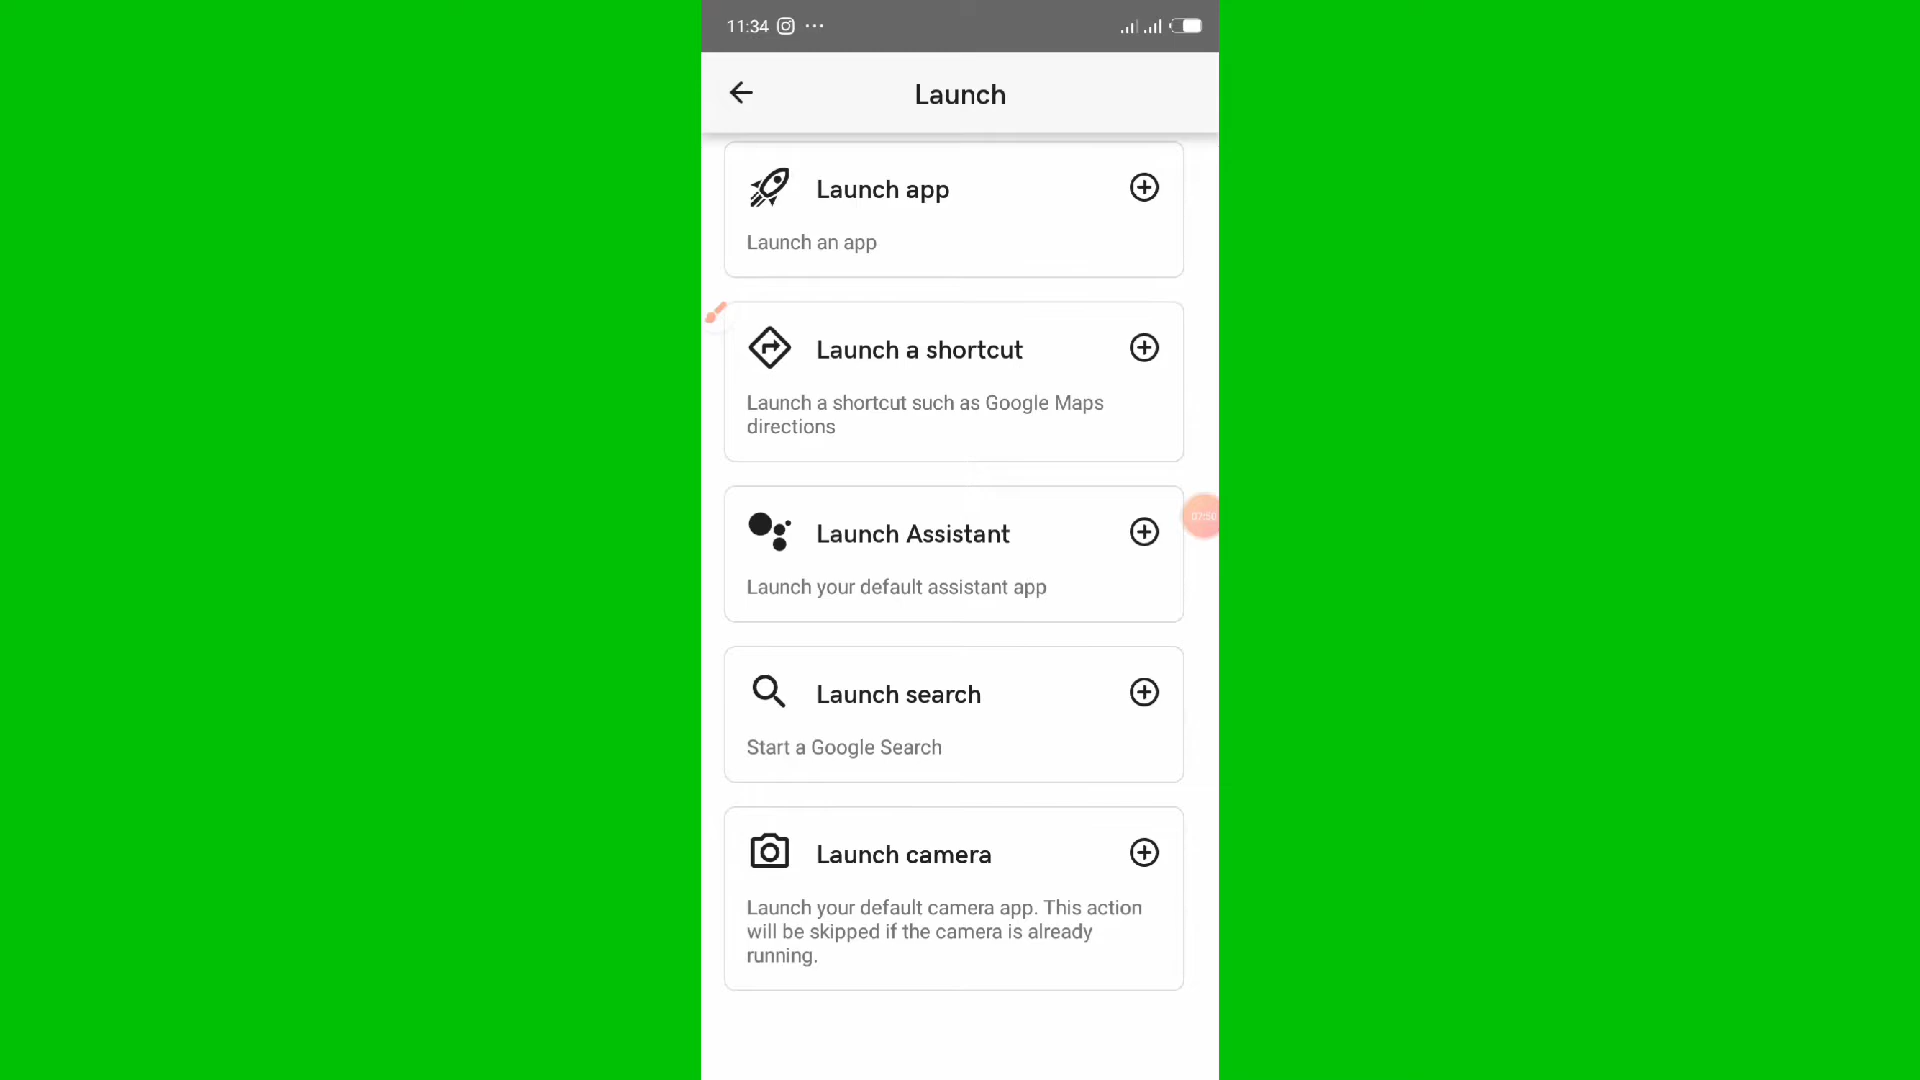 11:34
Launch
Launch app
Launch an app
Launch a shortcut
Launch a shortcut such as Google Maps
directions
Launch Assistant
07:50
Launch your default assistant app
Launch search
Start a Google Search
Launch camera
Launch your default camera app. This action
will be skipped if the camera is already
running.